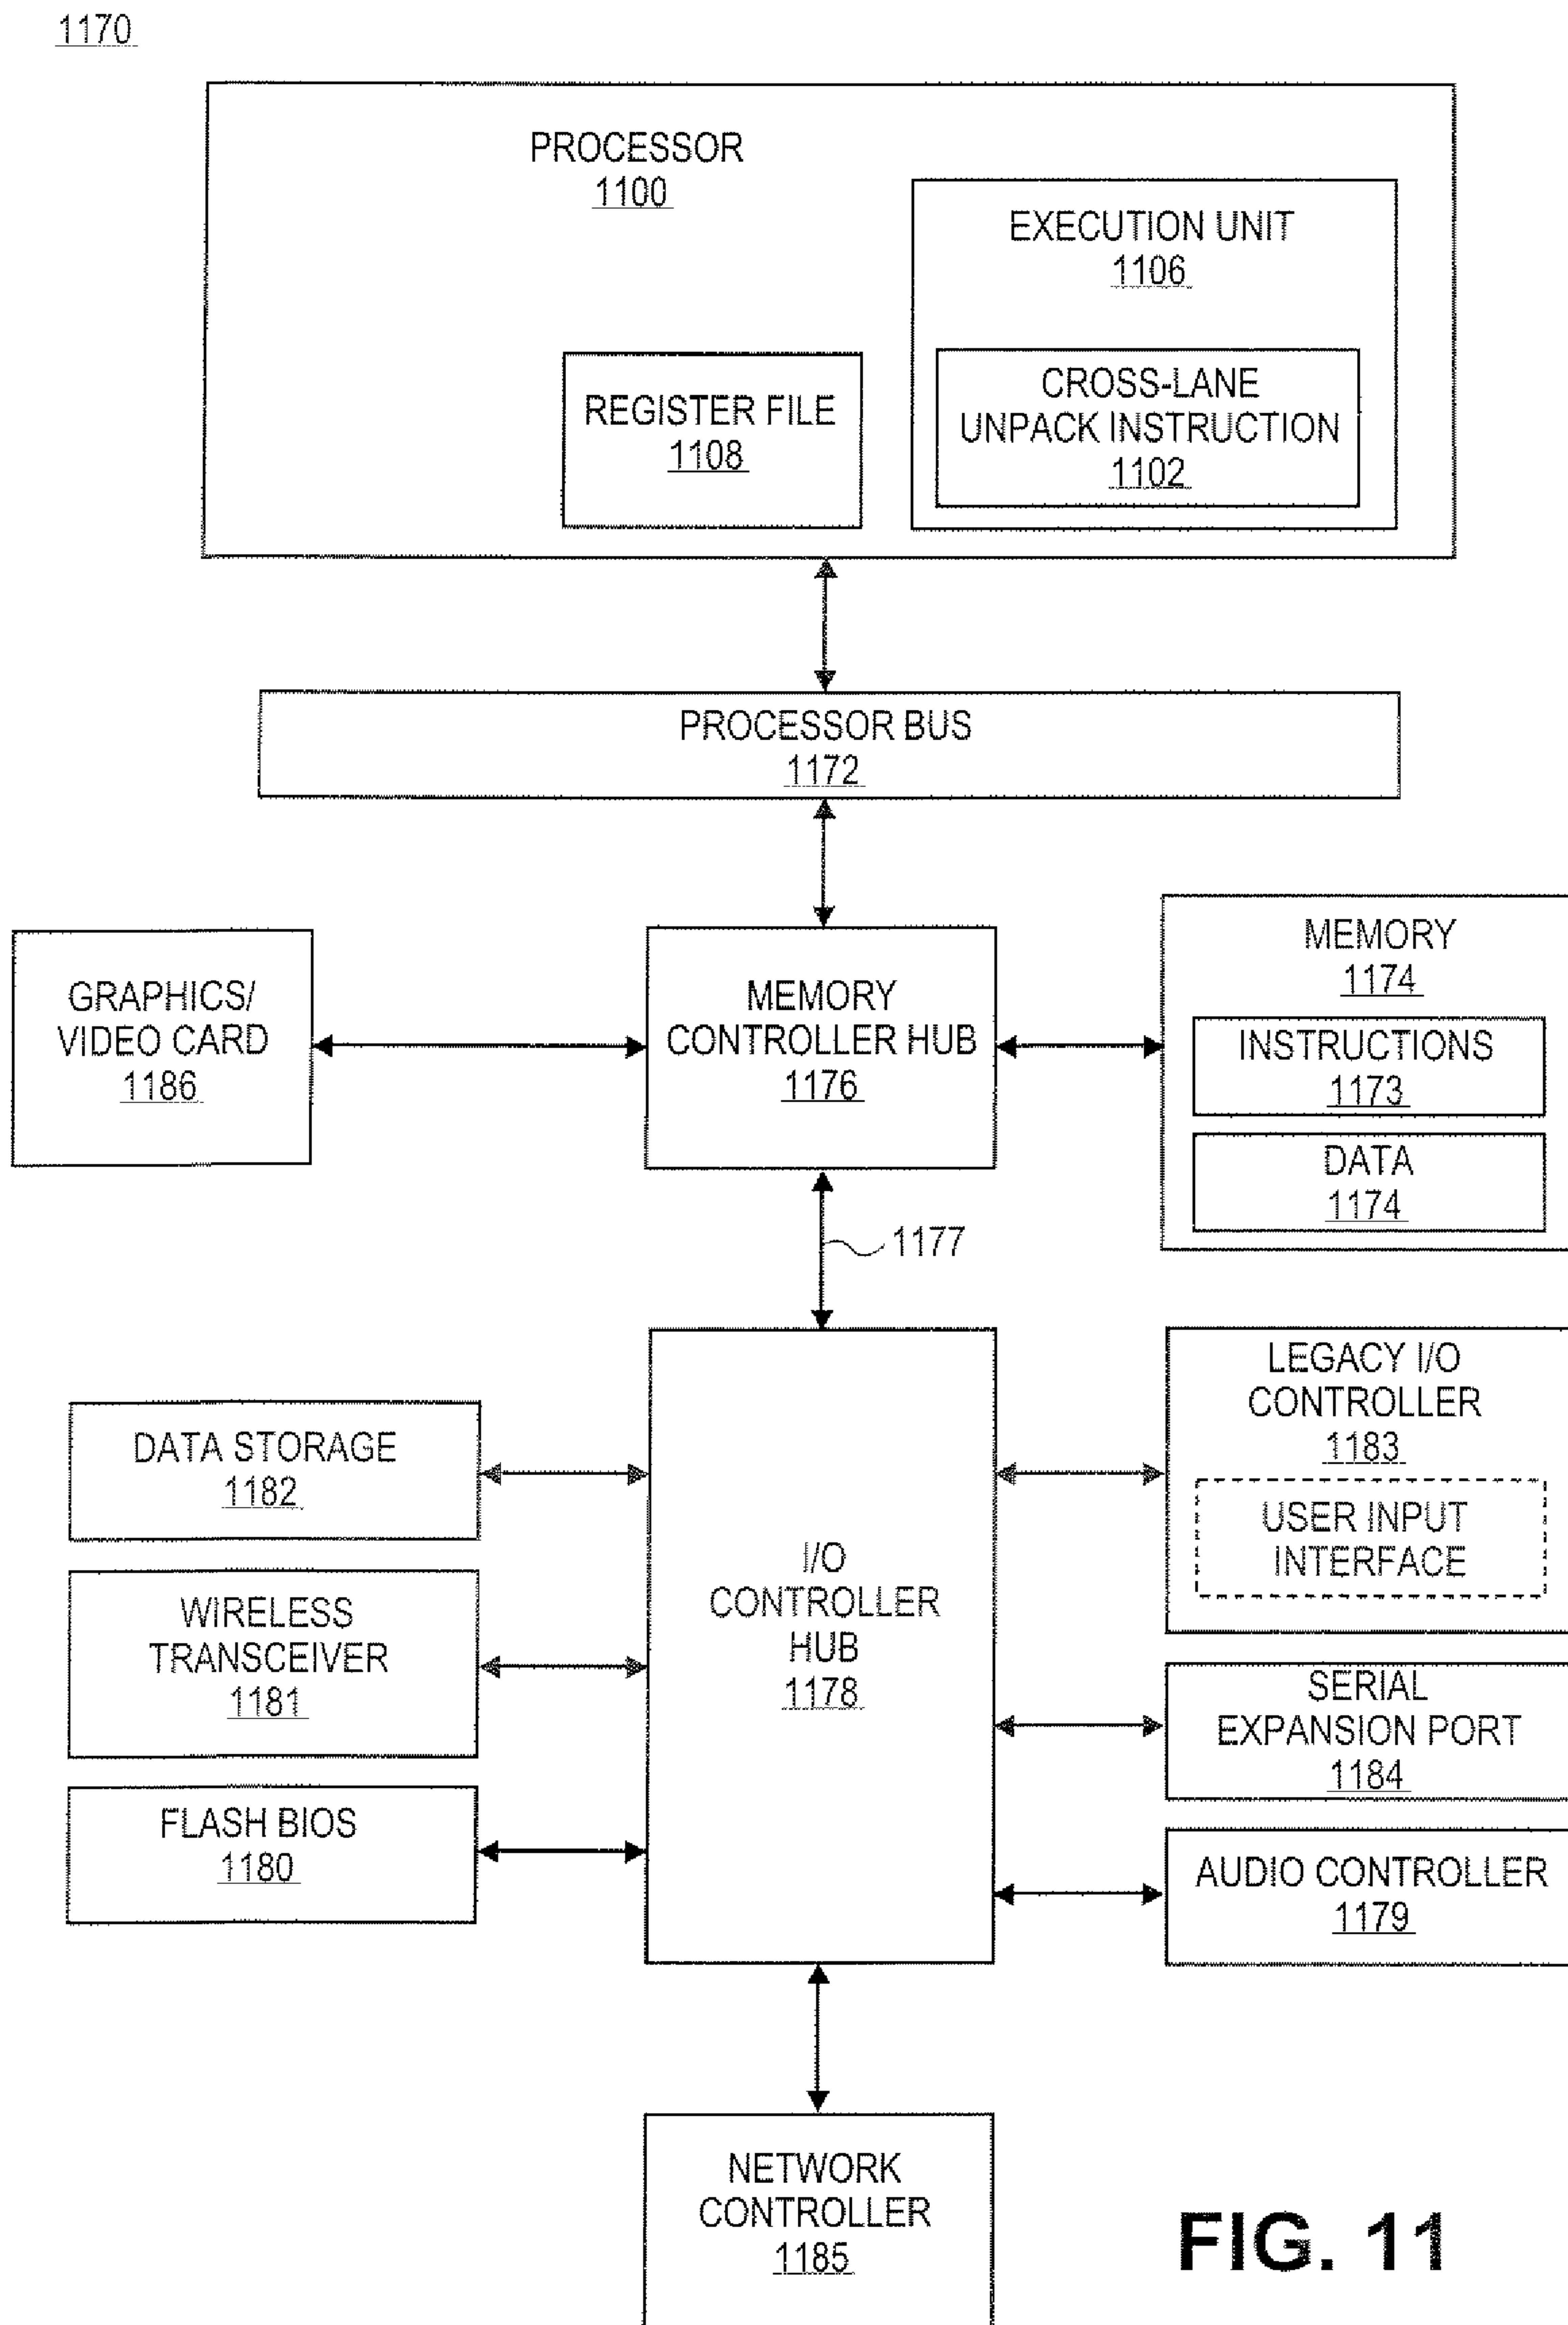 1170
PROCESSOR
1100
EXECUTION UNIT
1106
REGISTER FILE
1108
CROSS-LANE
UNPACK INSTRUCTION
1102
PROCESSOR BUS
1172
GRAPHICS/
VIDEO CARD
1186
MEMORY
CONTROLLER HUB
1176
MEMORY
1174
INSTRUCTIONS
1173
DATA
1174
1177
DATA STORAGE
1182
WIRELESS
TRANSCEIVER
1181
FLASH BIOS
1180
I/O
CONTROLLER
HUB
1178
LEGACY I/O
CONTROLLER
1183
USER INPUT
INTERFACE
SERIAL
EXPANSION PORT
1184
AUDIO CONTROLLER
1179
NETWORK
CONTROLLER
1185
FIG. 11